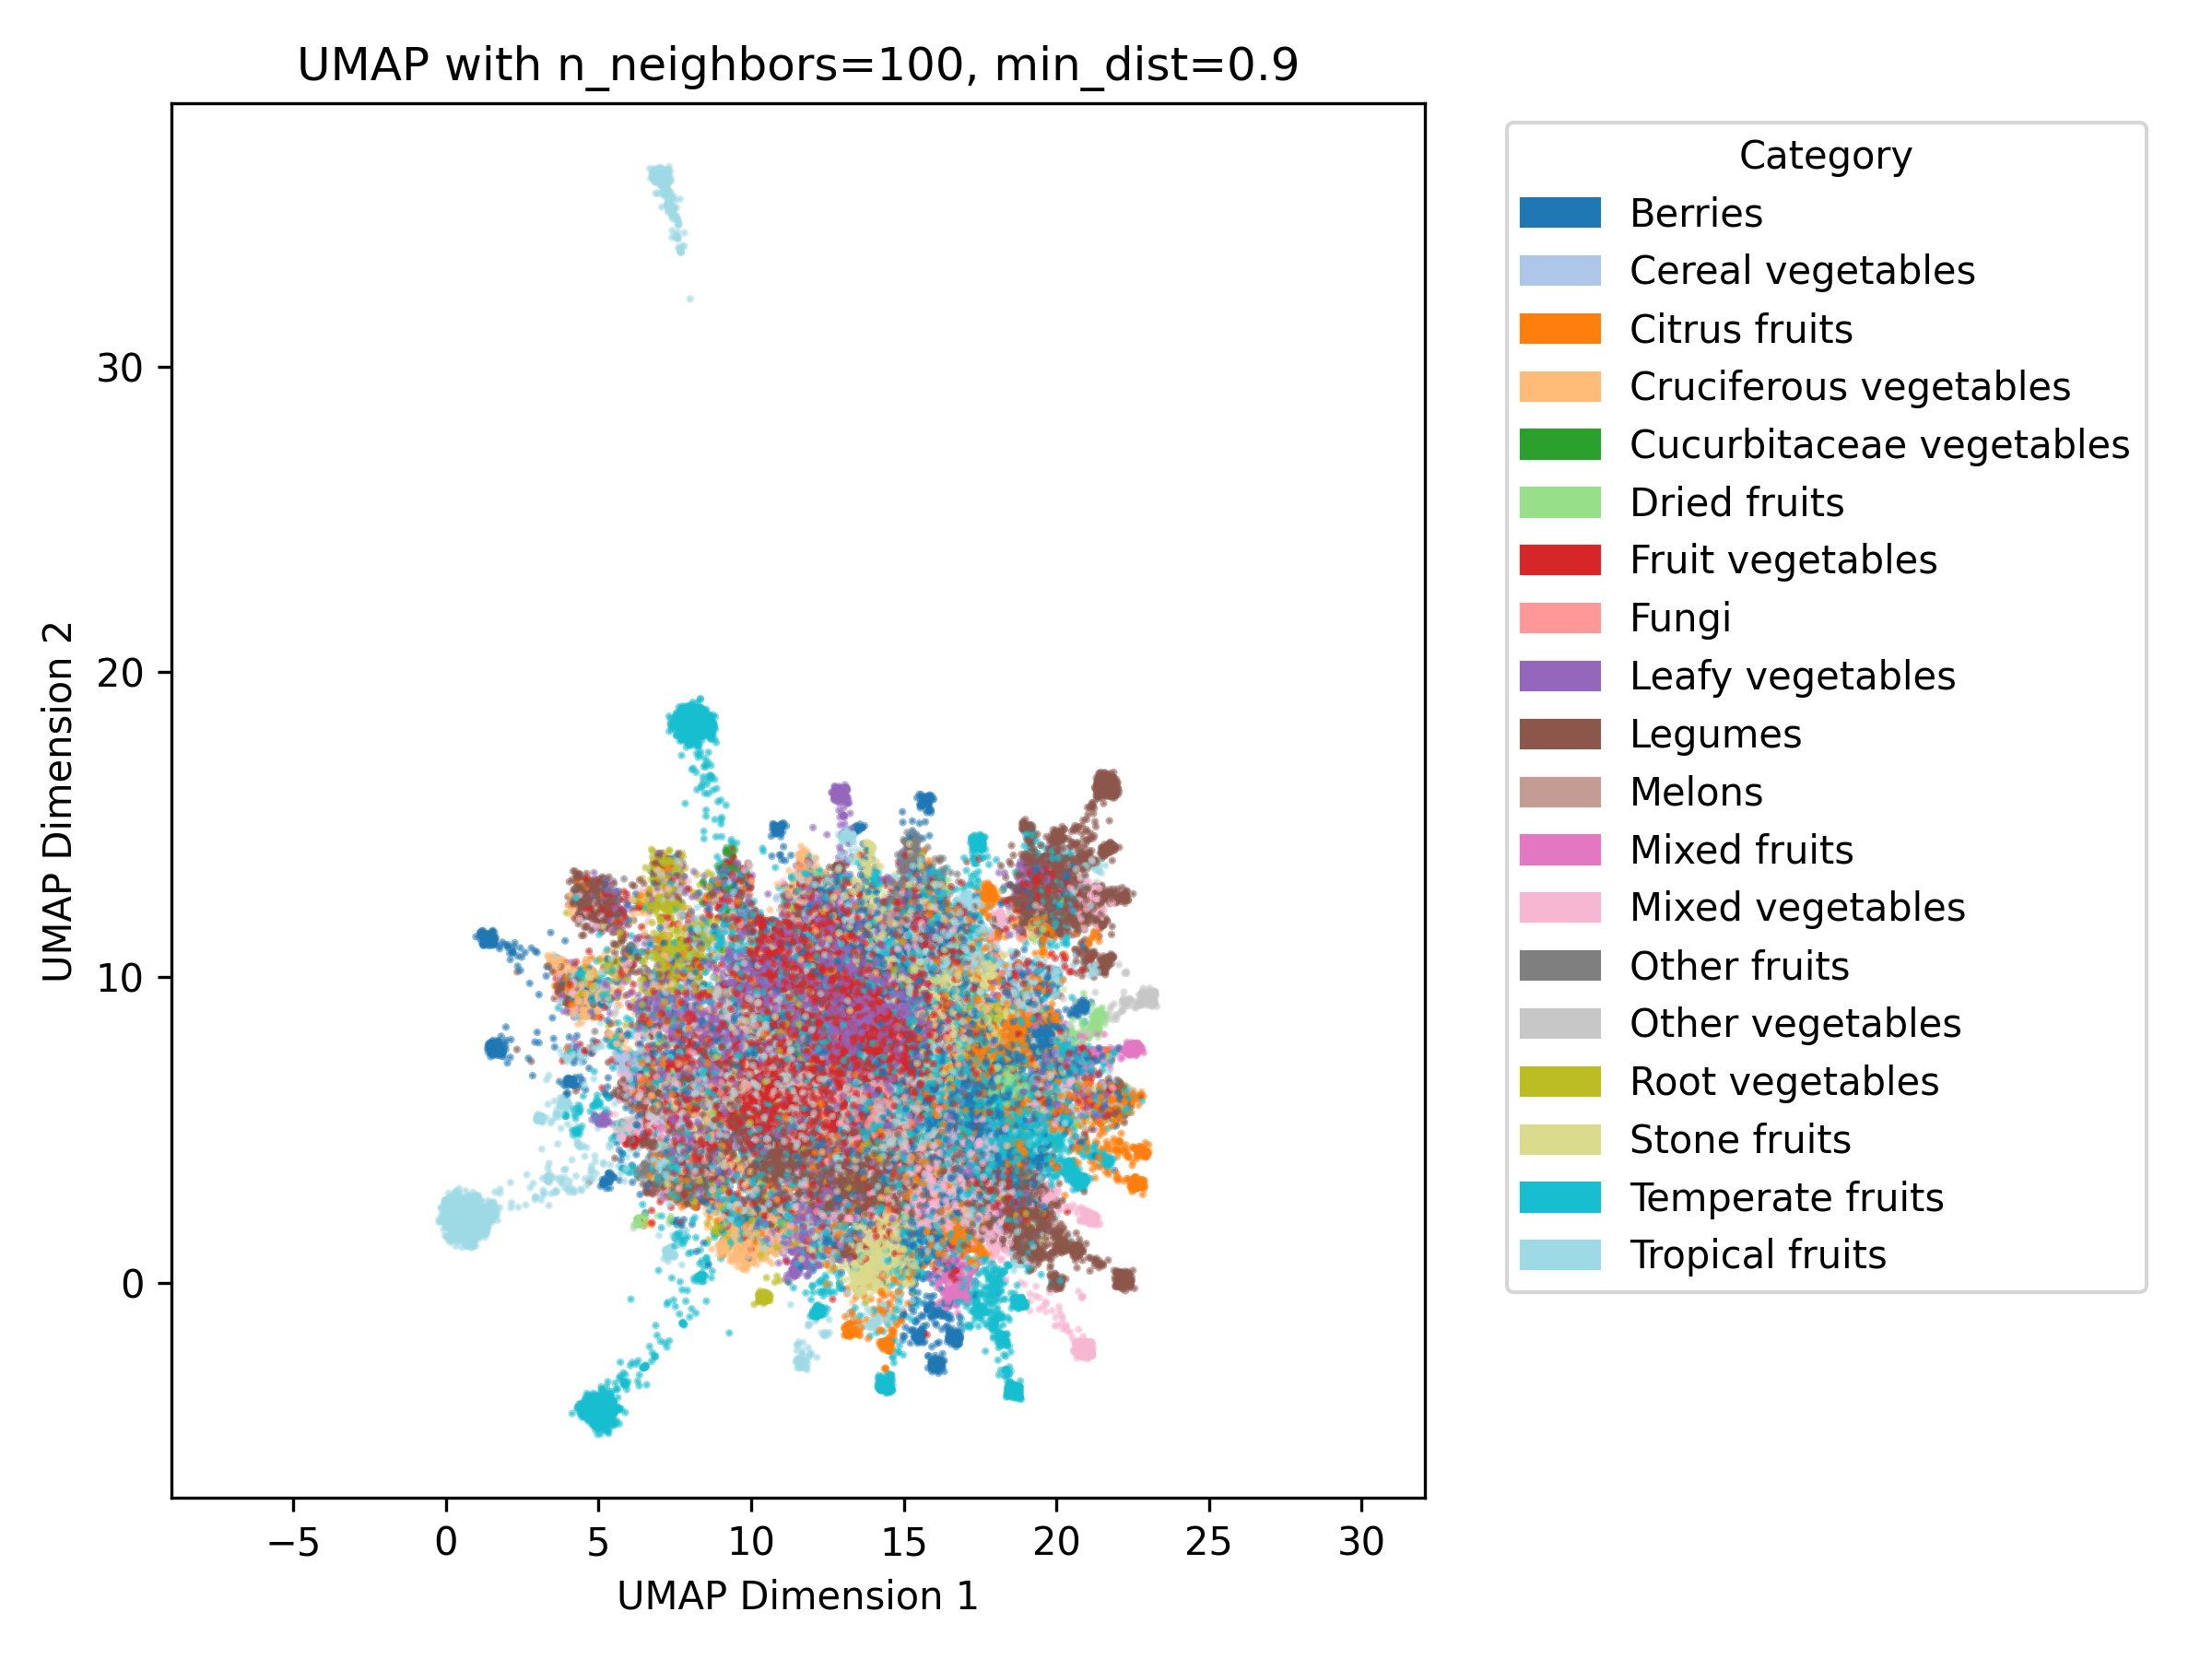 UMAP with n_neighbors=100, min_dist=0.9
30
20
10
0
UMAP Dimension 2
−5
0
5
10
15
20
25
30
UMAP Dimension 1
Category
Berries
Cereal vegetables
Citrus fruits
Cruciferous vegetables
Cucurbitaceae vegetables
Dried fruits
Fruit vegetables
Fungi
Leafy vegetables
Legumes
Melons
Mixed fruits
Mixed vegetables
Other fruits
Other vegetables
Root vegetables
Stone fruits
Temperate fruits
Tropical fruits